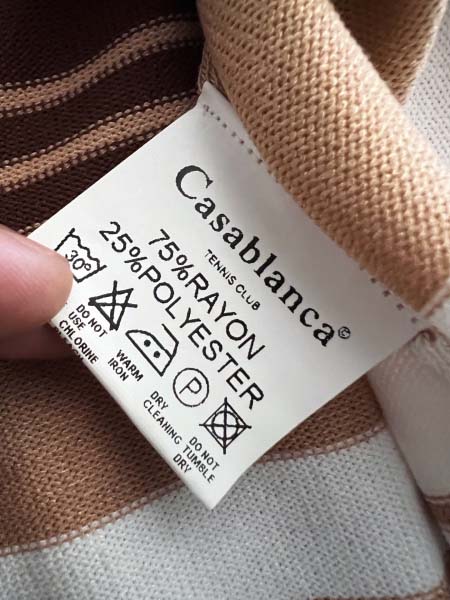 Casablanca©
TENNIS CLUB
75%RAYON
25%POLYESTER
30°
P
DO NOT
USE
CHLORINE
WARM
IRON
DRY
CLEANING
DO NOT
TUMBLE
DRY